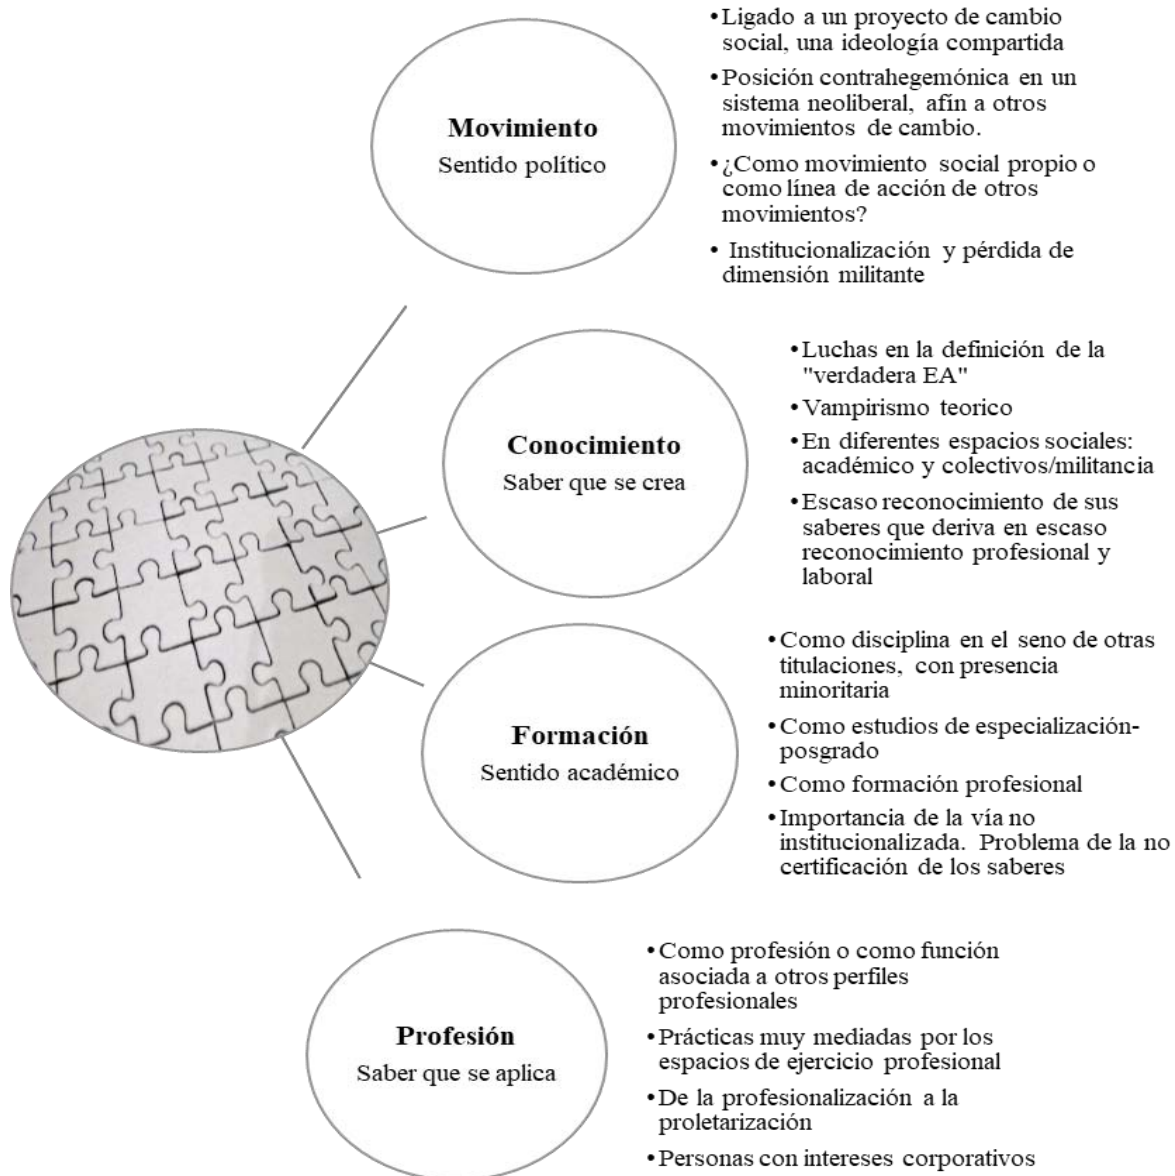 Movimiento
Sentido político
•Ligado a un proyecto de cambio
social, una ideología compartida
•Posición contrahegemónica en un
sistema neoliberal, afín a otros
movimientos de cambio.
•¿Como movimiento social propio o
como línea de acción de otros
movimientos?
• Institucionalización y pérdida de
dimensión militante
Conocimiento
Saber que se crea
•Luchas en la definición de la
"verdadera EA"
•Vampirismo teorico
•En diferentes espacios sociales:
académico y colectivos/militancia
•Escaso reconocimiento de sus
saberes que deriva en escaso
reconocimiento profesional y
laboral
Formación
Sentido académico
•Como disciplina en el seno de otras
titulaciones, con presencia
minoritaria
•Como estudios de especialización-
posgrado
•Como formación profesional
•Importancia de la vía no
institucionalizada. Problema de la no
certificación de los saberes
Profesión
Saber que se aplica
•Como profesión o como función
asociada a otros perfiles
profesionales
•Prácticas muy mediadas por los
espacios de ejercicio profesional
•De la profesionalización a la
proletarización
•Personas con intereses corporativos